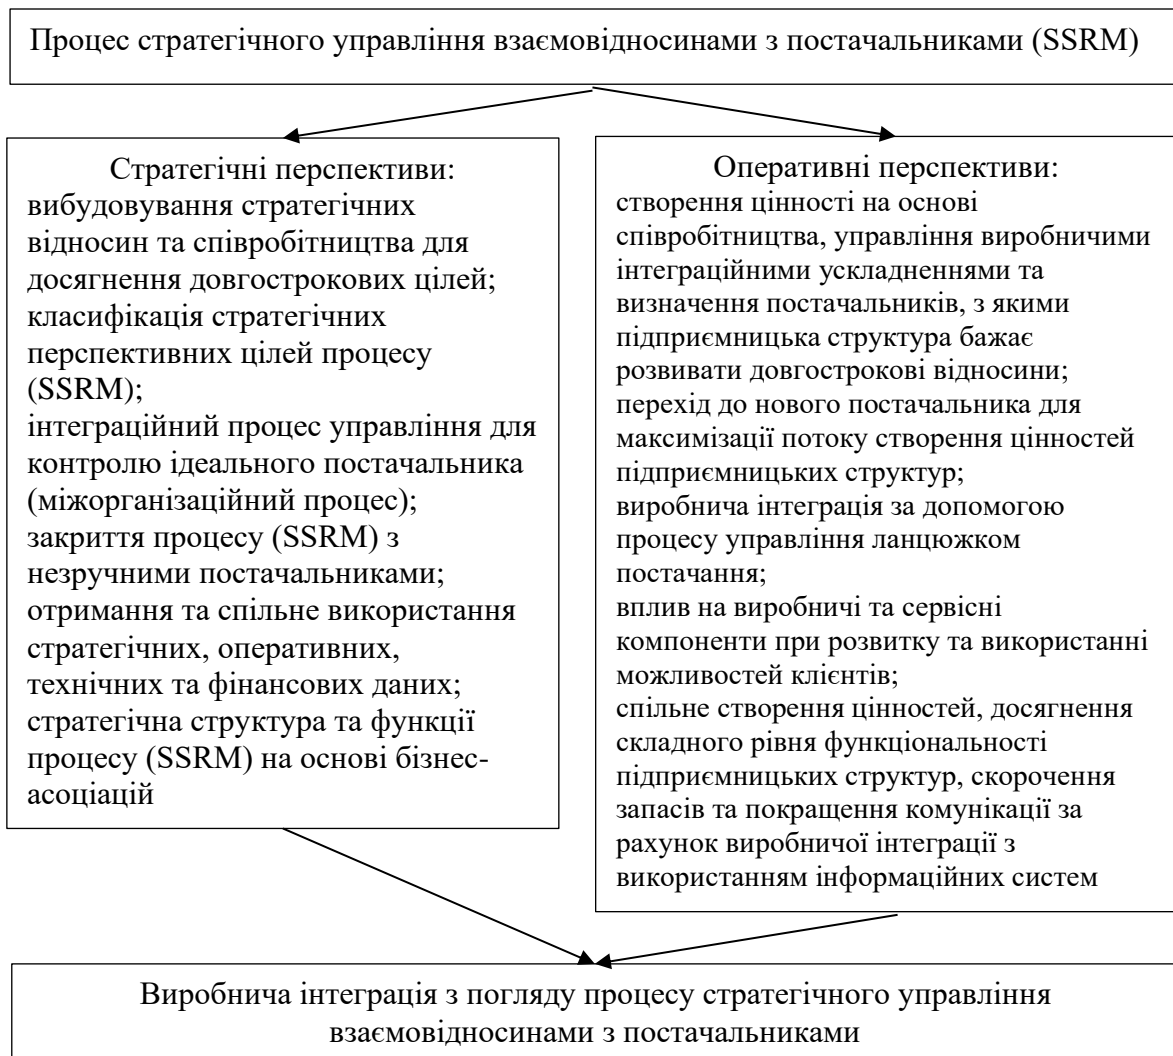 Процес стратегічного управління взаємовідносинами з постачальниками (SSRM)
Стратегічні перспективи:
вибудовування стратегічних
відносин та співробітництва для
досягнення довгострокових цілей;
класифікація стратегічних
перспективних цілей процесу
(SSRM);
інтеграційний процес управління для
контролю ідеального постачальника
(міжорганізаційний процес);
закриття процесу (SSRM) з
незручними постачальниками;
отримання та спільне використання
стратегічних, оперативних,
технічних та фінансових даних;
стратегічна структура та функції
процесу (SSRM) на основі бізнес-
асоціацій
Оперативні перспективи:
створення цінності на основі
співробітництва, управління виробничими
інтеграційними ускладненнями та
визначення постачальників, з якими
підприємницька структура бажає
розвивати довгострокові відносини;
перехід до нового постачальника для
максимізації потоку створення цінностей
підприємницьких структур;
виробнича інтеграція за допомогою
процесу управління ланцюжком
постачання;
вплив на виробничі та сервісні
компоненти при розвитку та використанні
можливостей клієнтів;
спільне створення цінностей, досягнення
складного рівня функціональності
підприємницьких структур, скорочення
запасів та покращення комунікації за
рахунок виробничої інтеграції з
використанням інформаційних систем
Виробнича інтеграція з погляду процесу стратегічного управління
взаємовідносинами з постачальниками